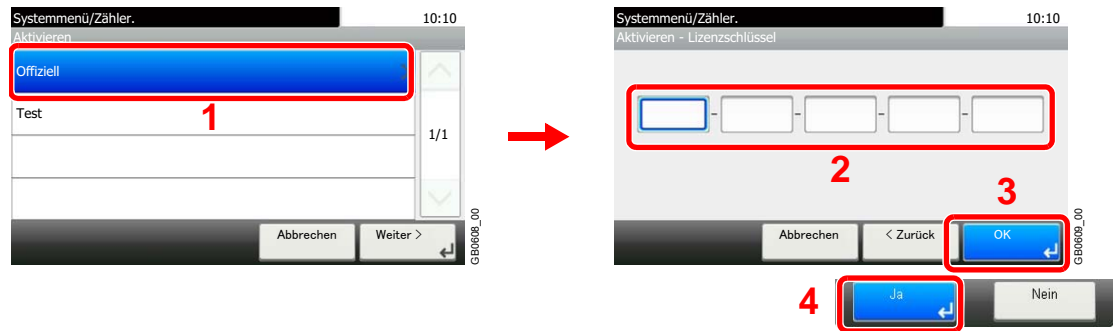 Systemmenü/Zähler.
10:10
Aktivieren
Offiziell
1
Test
1/1
Abbrechen
Weiter >
GB0608_00
Systemmenü/Zähler.
10:10
Aktivieren - Lizenzschlüssel
- - - -
2
3
Abbrechen
< Zurück
OK
GB0609_00
4
Ja
Nein